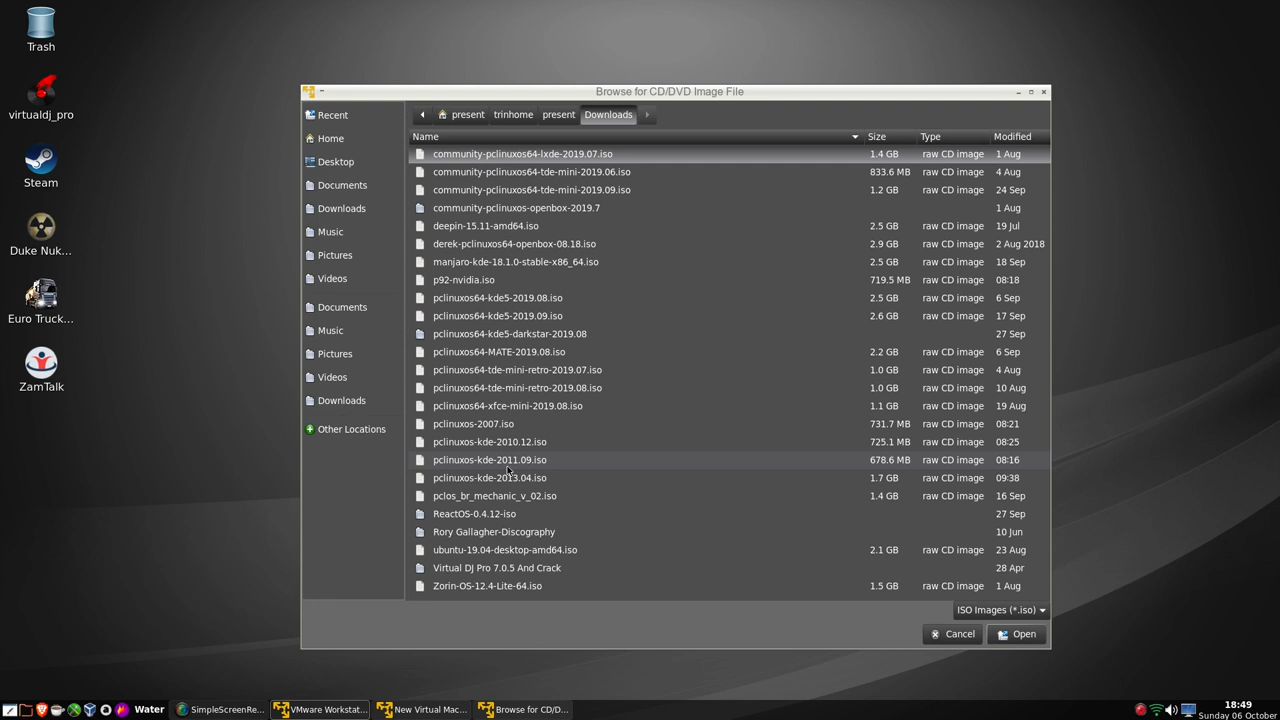 Trash
virtualdj_pro
Steam
Duke Nuk...
Euro Truck...
ZamTalk
Browse for CD/DVD Image File
Recent
Home
Desktop
Documents
Downloads
Music
Pictures
Videos
Documents
Music
Pictures
Videos
Downloads
Other Locations
present trinhome present Downloads
Name Size Type Modified
community-pclinuxos64-lxde-2019.07.iso 1.4 GB raw CD image 1 Aug
community-pclinuxos64-tde-mini-2019.06.iso 833.6 MB raw CD image 4 Aug
community-pclinuxos64-tde-mini-2019.09.iso 1.2 GB raw CD image 24 Sep
community-pclinuxos-openbox-2019.7 1 Aug
deepin-15.11-amd64.iso 2.5 GB raw CD image 19 Jul
derek-pclinuxos64-openbox-08.18.iso 2.9 GB raw CD image 2 Aug 2018
manjaro-kde-18.1.0-stable-x86_64.iso 2.5 GB raw CD image 18 Sep
p92-nvidia.iso 719.5 MB raw CD image 08:18
pclinuxos64-kde5-2019.08.iso 2.5 GB raw CD image 6 Sep
pclinuxos64-kde5-2019.09.iso 2.6 GB raw CD image 17 Sep
pclinuxos64-kde5-darkstar-2019.08 27 Sep
pclinuxos64-MATE-2019.08.iso 2.2 GB raw CD image 6 Sep
pclinuxos64-tde-mini-retro-2019.07.iso 1.0 GB raw CD image 4 Aug
pclinuxos64-tde-mini-retro-2019.08.iso 1.0 GB raw CD image 10 Aug
pclinuxos64-xfce-mini-2019.08.iso 1.1 GB raw CD image 19 Aug
pclinuxos-2007.iso 731.7 MB raw CD image 08:21
pclinuxos-kde-2010.12.iso 725.1 MB raw CD image 08:25
pclinuxos-kde-2011.09.iso 678.6 MB raw CD image 08:16
pclinuxos-kde-2013.04.iso 1.7 GB raw CD image 09:38
pclos_br_mechanic_v_02.iso 1.4 GB raw CD image 16 Sep
ReactOS-0.4.12-iso 27 Sep
Rory Gallagher-Discography 10 Jun
ubuntu-19.04-desktop-amd64.iso 2.1 GB raw CD image 23 Aug
Virtual DJ Pro 7.0.5 And Crack 28 Apr
Zorin-OS-12.4-Lite-64.iso 1.5 GB raw CD image 1 Aug
ISO Images (*.iso)
Cancel Open
Water SimpleScreenRe... VMware Workstat... New Virtual Mac... Browse for CD/D... 18:49
Sunday 06 October